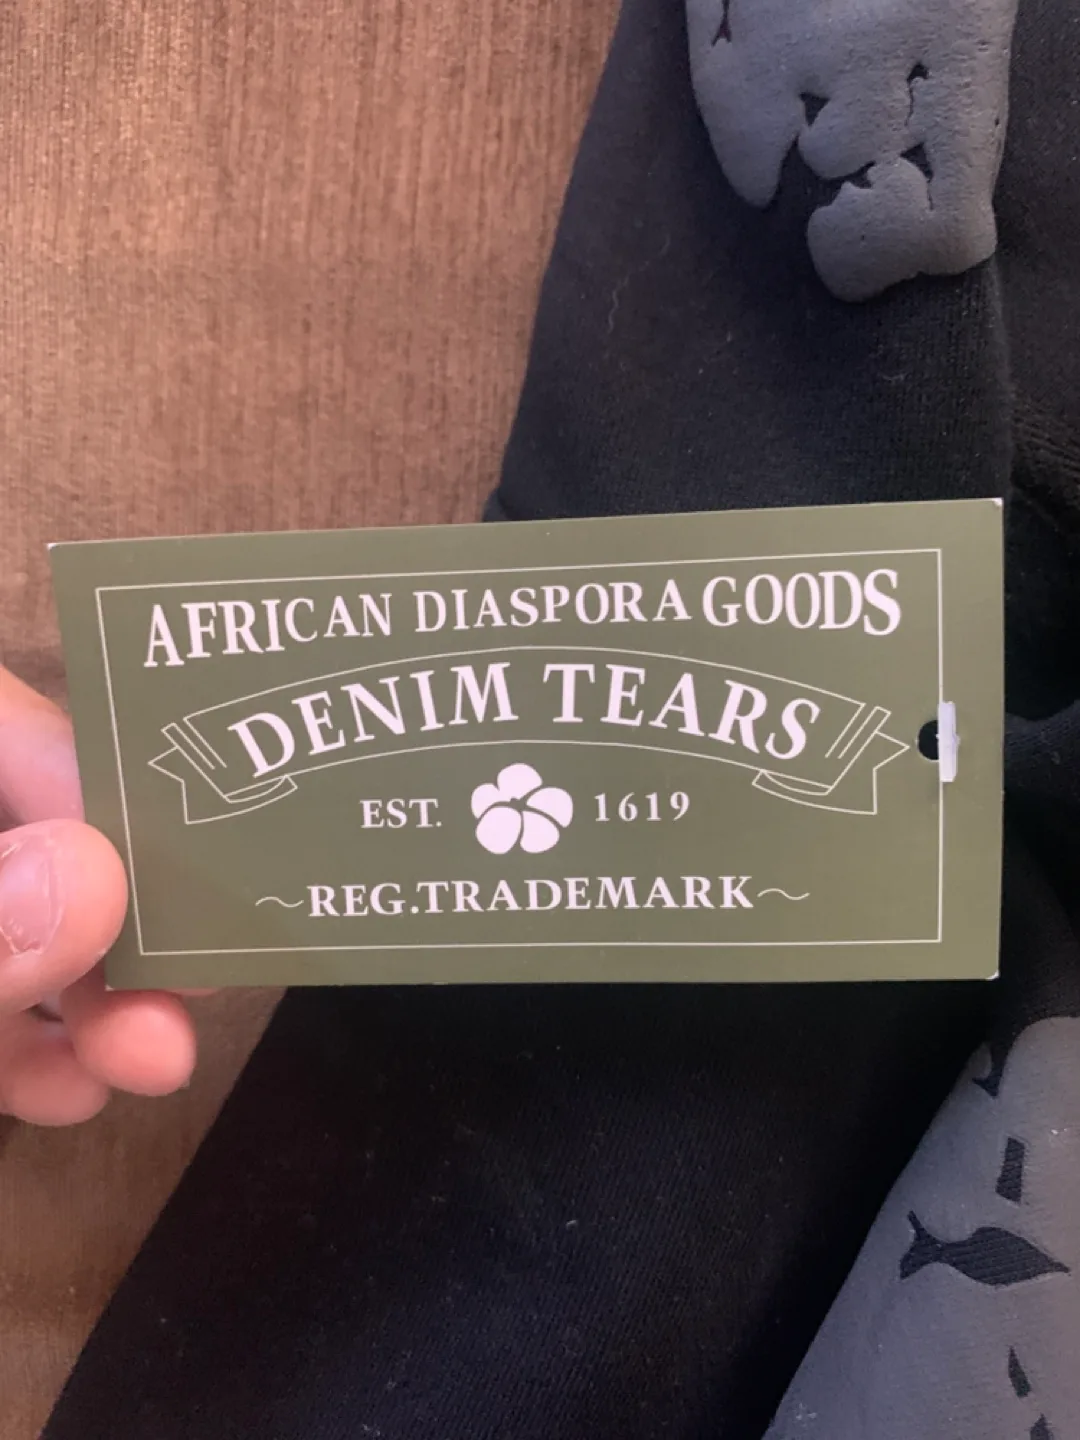 AFRICAN DIASPORA GOODS
DENIM TEARS
EST. 1619
~REG.TRADEMARK~